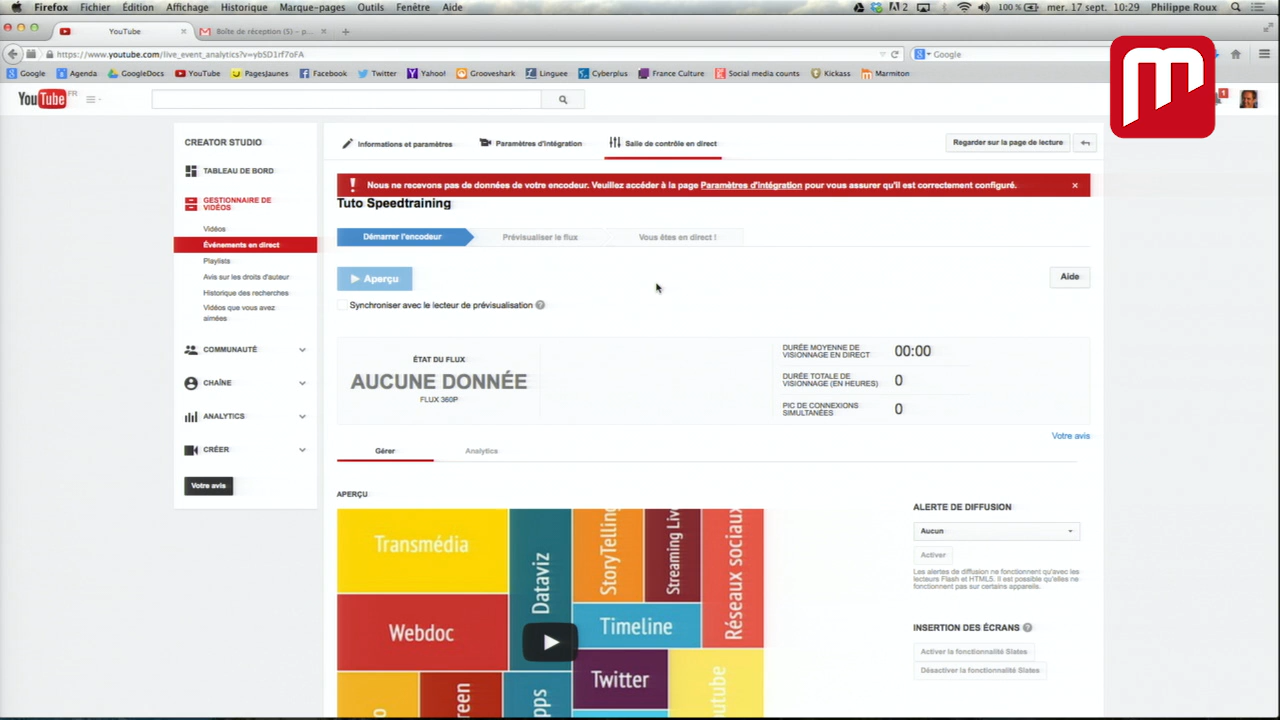 Firefox Fichier Édition Affichage Historique Marque-pages Outils Fenêtre Aide
2 100 % mer. 17 sept. 10:29 Philippe Roux
YouTube
Boîte de réception (5) – p...
https://www.youtube.com/live_event_analytics?v=ybSD1rf7oFA
Google
Google Agenda GoogleDocs YouTube PagesJaunes Facebook Twitter Yahoo! Grooveshark Linguee Cyberplus France Culture Social media counts Kickass Marmiton
YouTube FR
1
CREATOR STUDIO
TABLEAU DE BORD
GESTIONNAIRE DE
VIDÉOS
Vidéos
Événements en direct
Playlists
Avis sur les droits d'auteur
Historique des recherches
Vidéos que vous avez
aimées
COMMUNAUTÉ
CHAÎNE
ANALYTICS
CRÉER
Votre avis
Informations et paramètres
Paramètres d'intégration
Salle de contrôle en direct
Regarder sur la page de lecture
Nous ne recevons pas de données de votre encodeur. Veuillez accéder à la page Paramètres d'intégration pour vous assurer qu'il est correctement configuré.
Tuto Speedtraining
Démarrer l'encodeur
Prévisualiser le flux
Vous êtes en direct !
Aperçu
Aide
Synchroniser avec le lecteur de prévisualisation
ÉTAT DU FLUX
AUCUNE DONNÉE
FLUX 360P
DURÉE MOYENNE DE
VISIONNAGE EN DIRECT
00:00
DURÉE TOTALE DE
VISIONNAGE (EN HEURES)
0
PIC DE CONNEXIONS
SIMULTANÉES
0
Votre avis
Gérer
Analytics
APERÇU
Transmédia
Dataviz
StoryTelling
Streaming Live
Réseaux sociaux
Webdoc
Timeline
Twitter
ALERTE DE DIFFUSION
Aucun
Activer
Les alertes de diffusion ne fonctionnent qu'avec les
lecteurs Flash et HTML5. Il est possible qu'elles ne
fonctionnent pas sur certains appareils.
INSERTION DES ÉCRANS
Activer la fonctionnalité Slates
Désactiver la fonctionnalité Slates